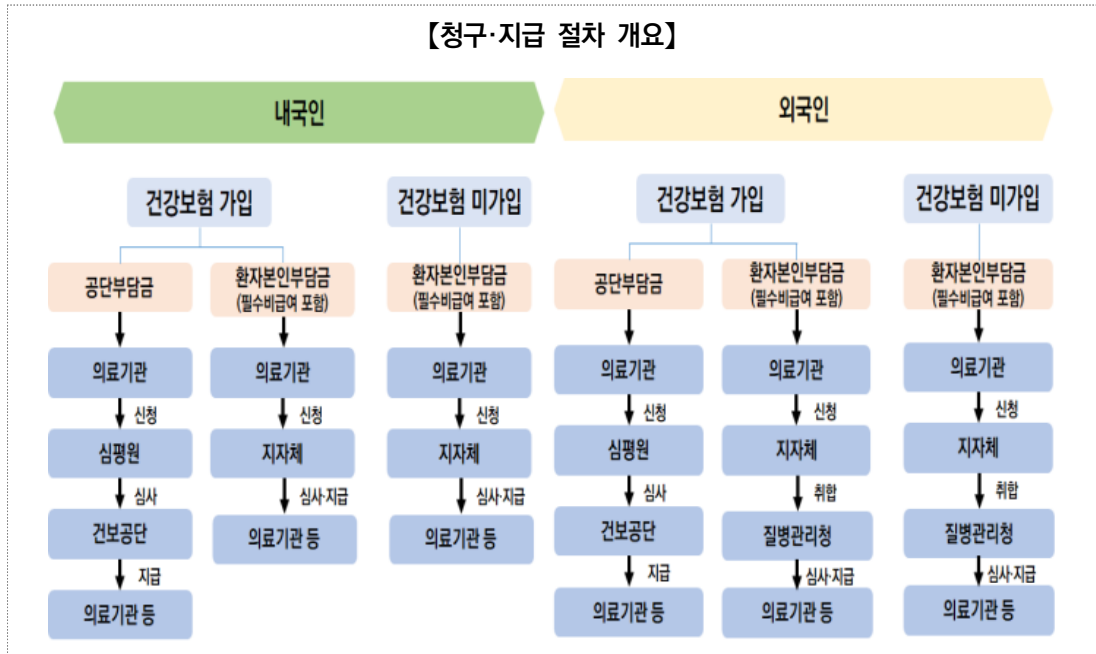 【청구·지급 절차 개요】
내국인
외국인
건강보험 가입
건강보험 미가입
건강보험 가입
건강보험 미가입
공단부담금
환자본인부담금
(필수비급여 포함)
환자본인부담금
(필수비급여 포함)
공단부담금
환자본인부담금
(필수비급여 포함)
환자본인부담금
(필수비급여 포함)
의료기관
의료기관
의료기관
의료기관
의료기관
의료기관
신청
신청
신청
신청
신청
신청
심평원
지자체
지자체
심평원
지자체
지자체
심사
심사·지급
심사·지급
심사
취합
취합
건보공단
의료기관 등
의료기관 등
건보공단
질병관리청
질병관리청
지급
지급
심사·지급
심사·지급
의료기관 등
의료기관 등
의료기관 등
의료기관 등